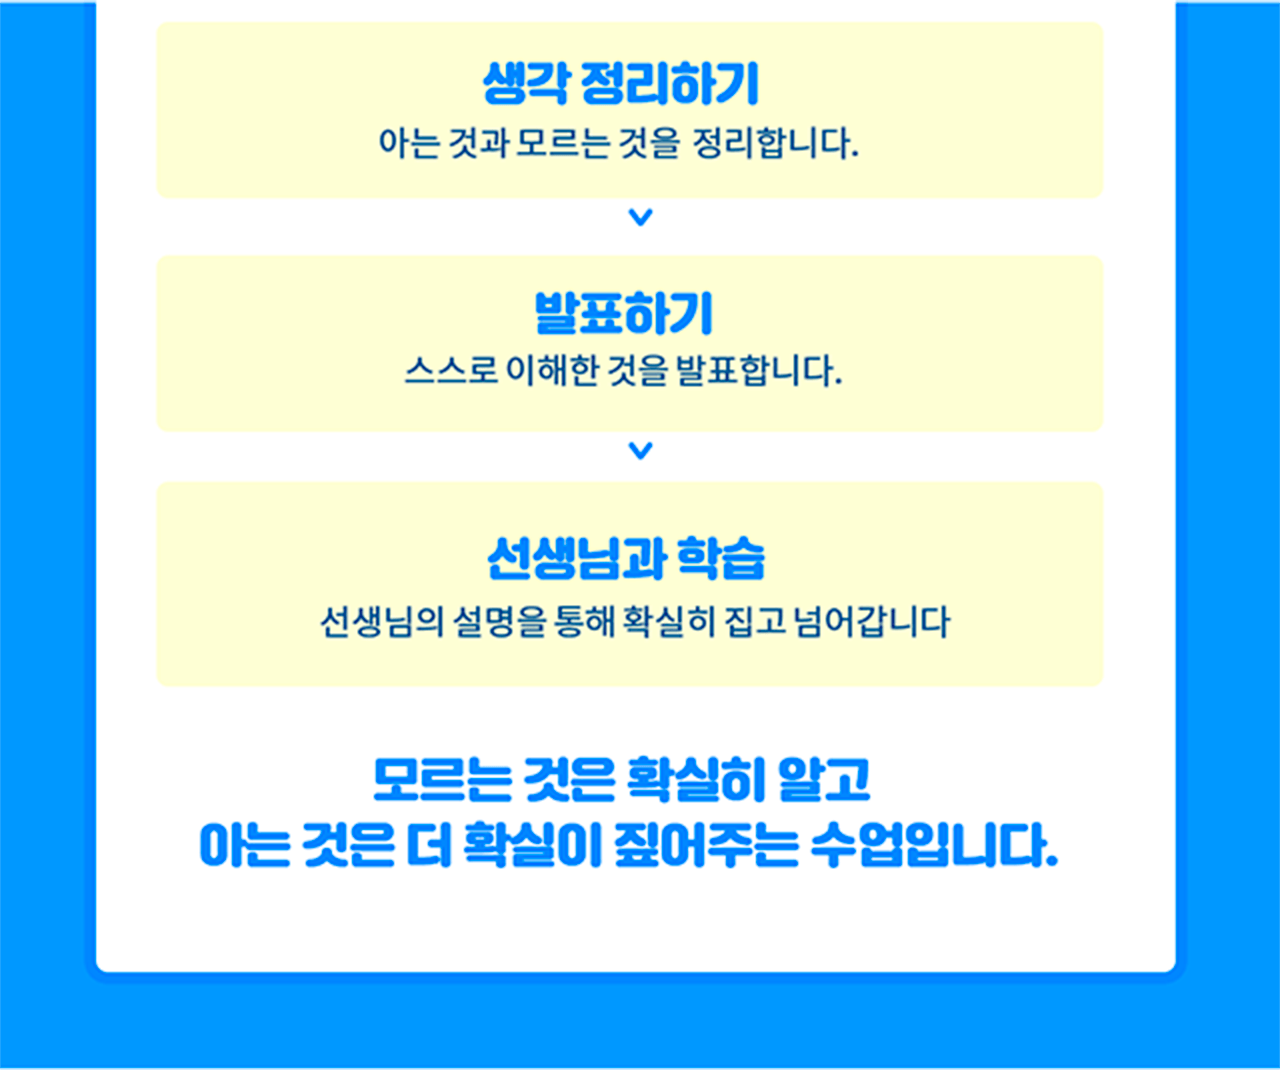 생각 정리하기
아는 것과 모르는 것을 정리합니다.
발표하기
스스로 이해한 것을 발표합니다.
선생님과 학습
선생님의 설명을 통해 확실히 집고 넘어갑니다
모르는 것은 확실히 알고
아는 것은 더 확실이 짚어주는 수업입니다.